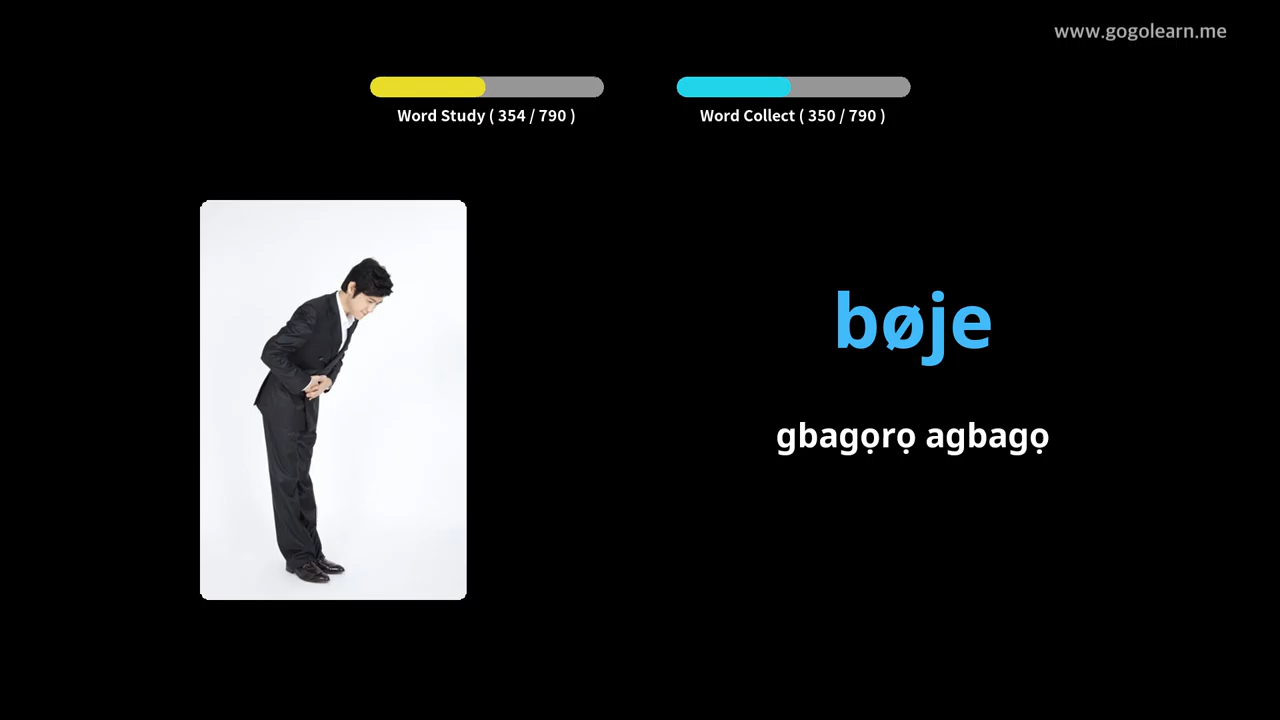 www.gogolearn.me
Word Study ( 354 / 790 )
Word Collect ( 350 / 790 )
bøje
gbagọrọ agbagọ